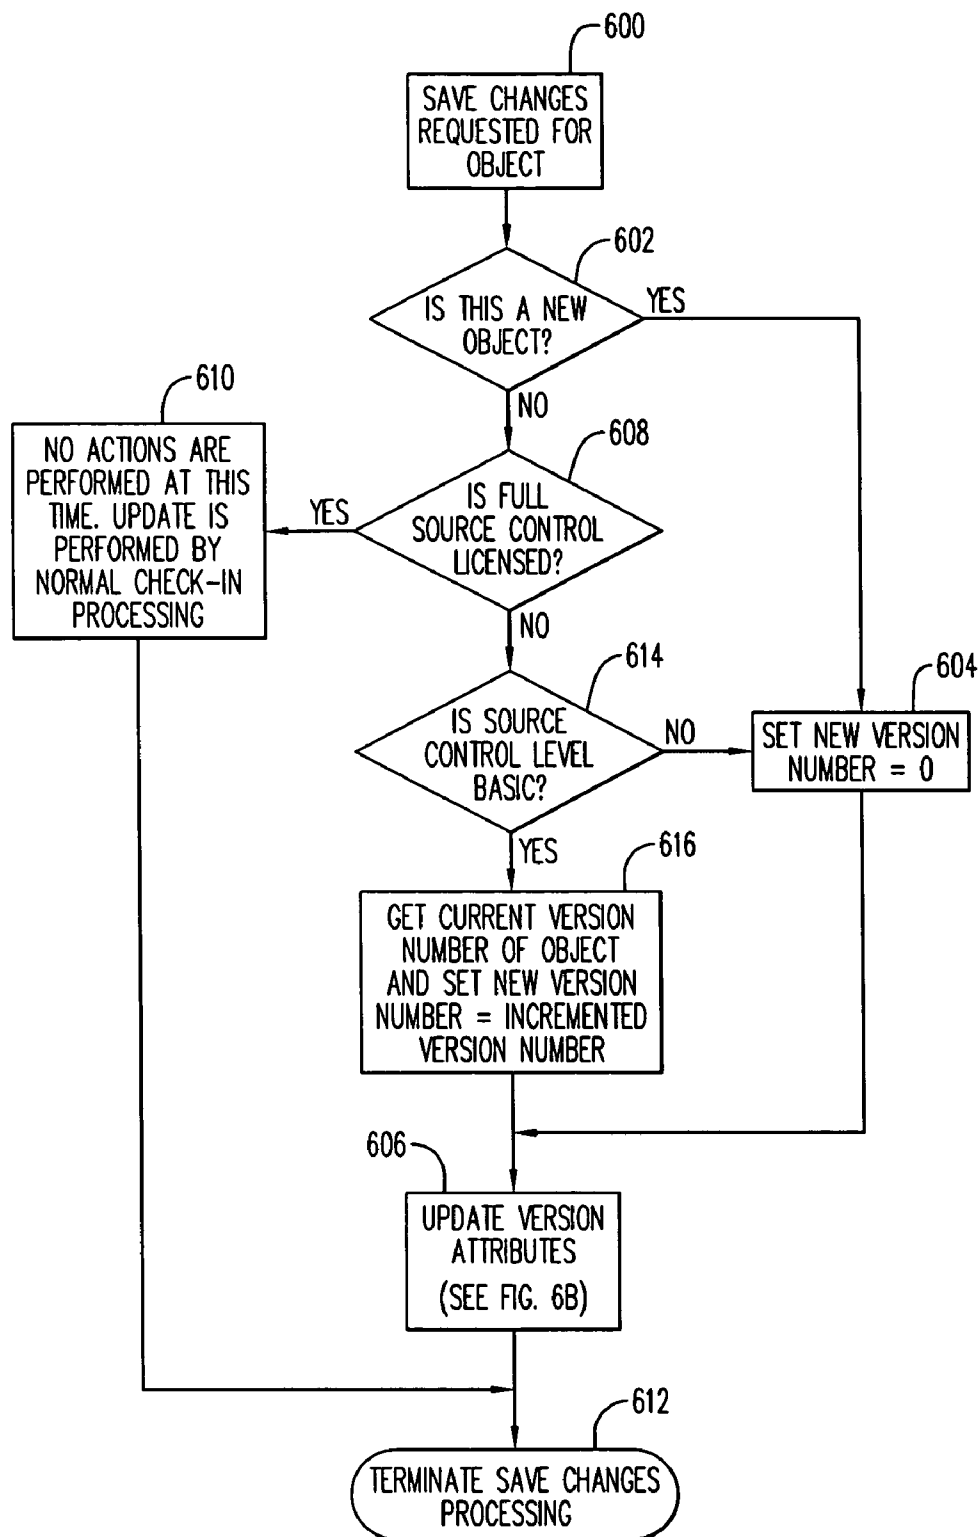 600
SAVE CHANGES
REQUESTED FOR
OBJECT
602
IS THIS A NEW
OBJECT?
YES
NO
610
NO ACTIONS ARE
PERFORMED AT THIS
TIME. UPDATE IS
PERFORMED BY
NORMAL CHECK-IN
PROCESSING
608
IS FULL
SOURCE CONTROL
LICENSED?
YES
NO
614
IS SOURCE
CONTROL LEVEL
BASIC?
NO
YES
604
SET NEW VERSION
NUMBER = 0
616
GET CURRENT VERSION
NUMBER OF OBJECT
AND SET NEW VERSION
NUMBER = INCREMENTED
VERSION NUMBER
606
UPDATE VERSION
ATTRIBUTES
(SEE FIG. 6B)
612
TERMINATE SAVE CHANGES
PROCESSING